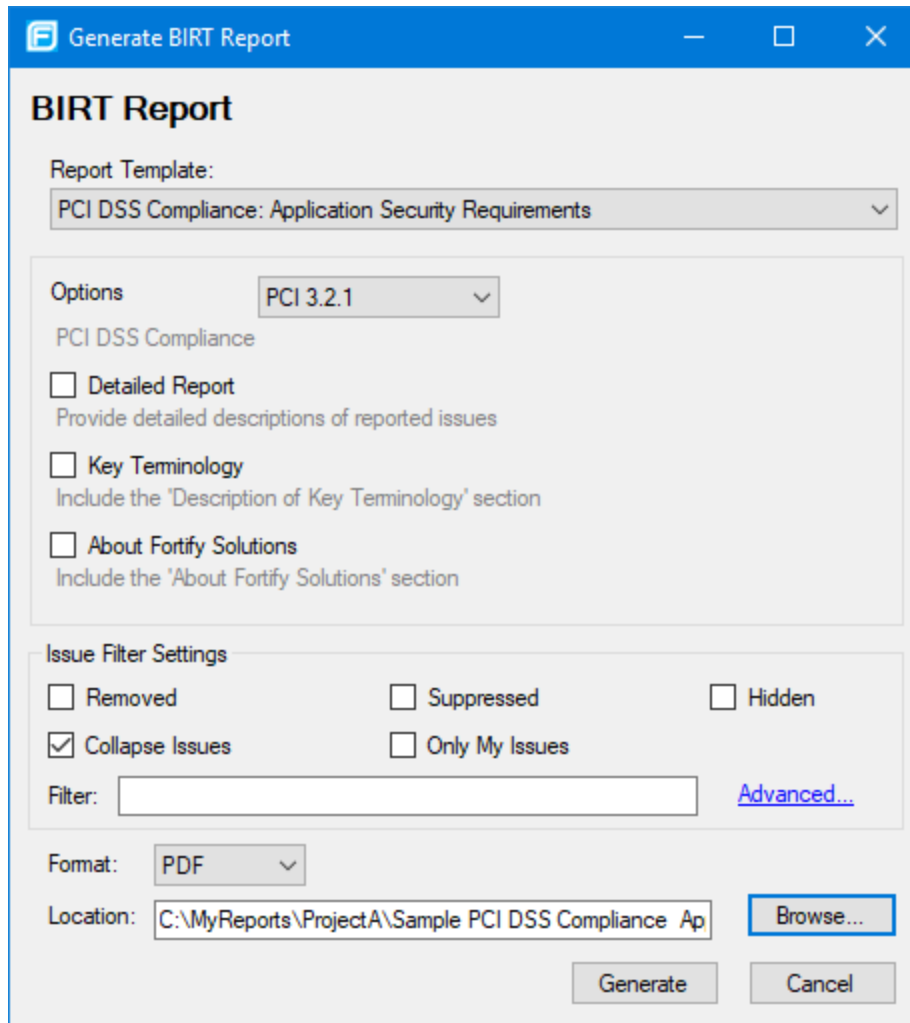 Generate BIRT Report
BIRT Report
Report Template:
PCI DSS Compliance: Application Security Requirements
Options PCI 3.2.1
PCI DSS Compliance
Detailed Report
Provide detailed descriptions of reported issues
Key Terminology
Include the 'Description of Key Terminology' section
About Fortify Solutions
Include the 'About Fortify Solutions' section
Issue Filter Settings
Removed Suppressed Hidden
Collapse Issues Only My Issues
Filter: Advanced...
Format: PDF
Location: C:\MyReports\ProjectA\Sample PCI DSS Compliance Ap Browse...
Generate Cancel